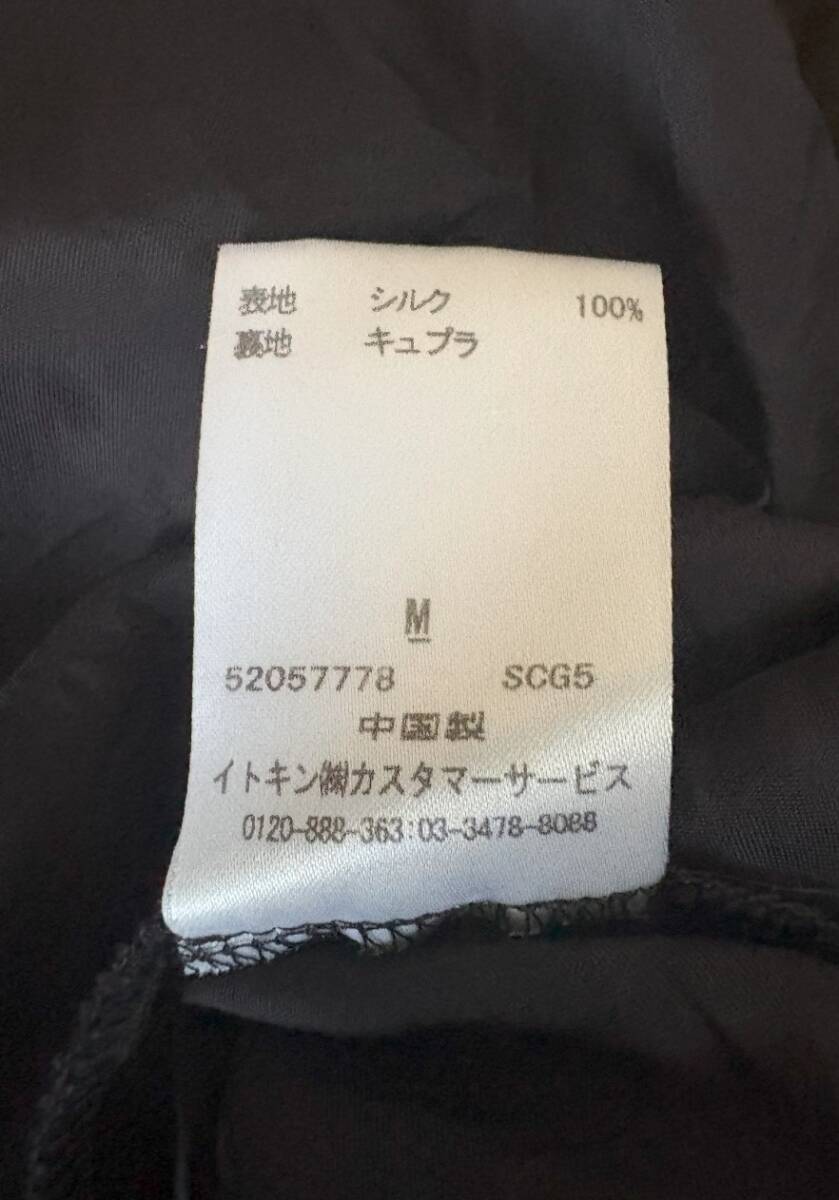 表地 シルク 100%
裏地 キュプラ
M
52057778 SCG5
中国製
イトキン㈱カスタマーサービス
0120-888-363:03-3478-8088